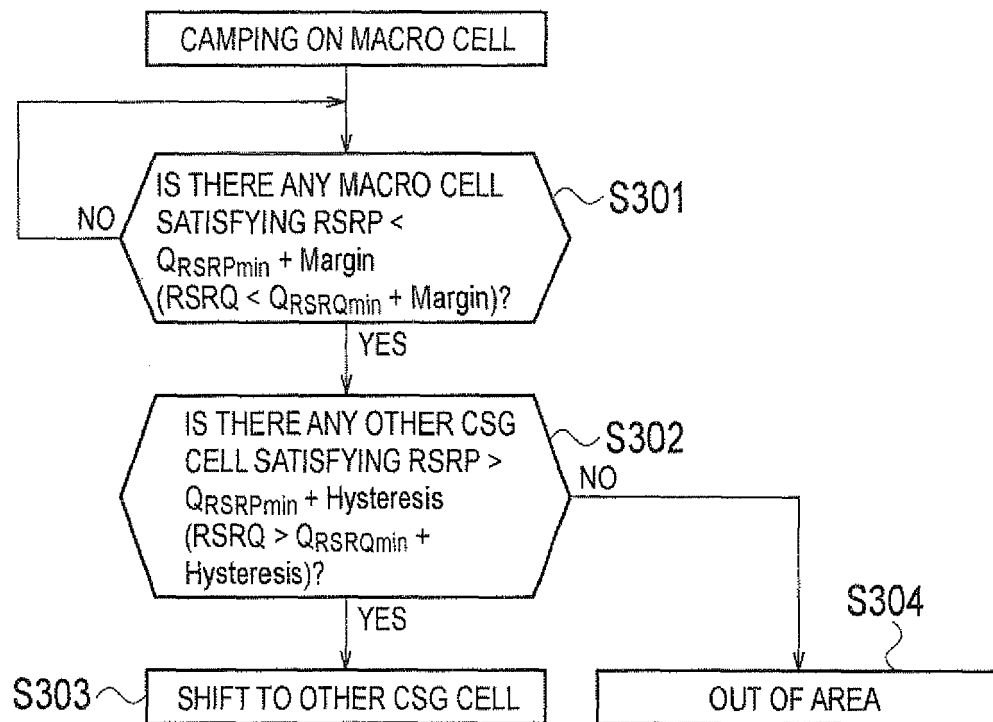 CAMPING ON MACRO CELL
IS THERE ANY MACRO CELL
SATISFYING RSRP <
QRSRPmin + Margin
(RSRQ < QRSRQmin + Margin)?
S301
NO
YES
IS THERE ANY OTHER CSG
CELL SATISFYING RSRP >
QRSRPmin + Hysteresis
(RSRQ > QRSRQmin +
Hysteresis)?
S302
NO
YES
S304
S303
SHIFT TO OTHER CSG CELL
OUT OF AREA